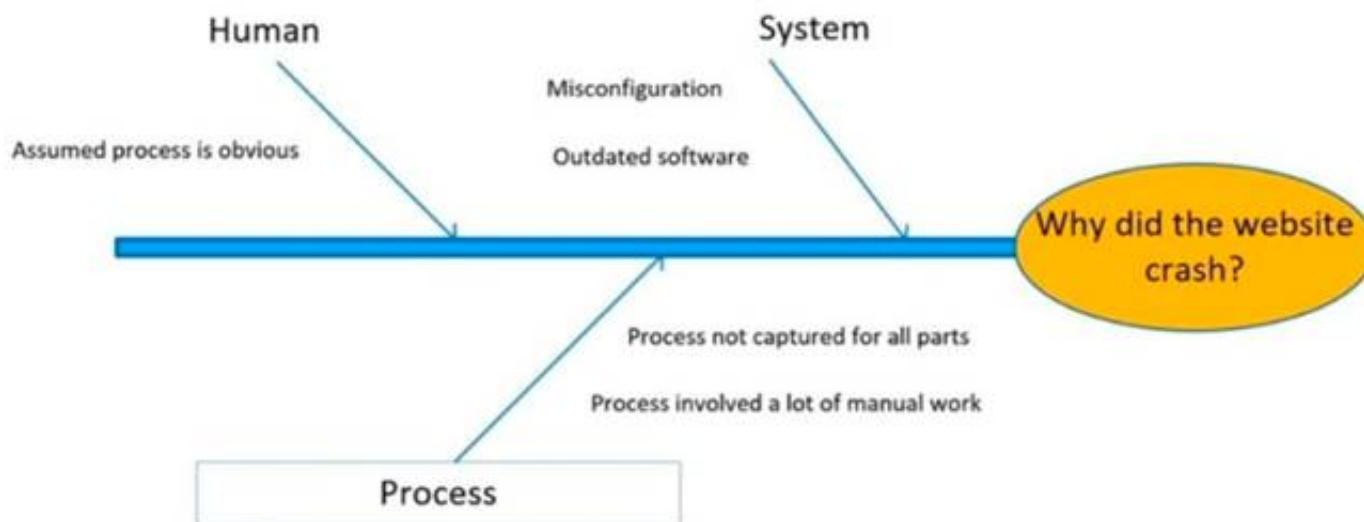 Human
System
Misconfiguration
Assumed process is obvious
Outdated software
Why did the website
crash?
Process not captured for all parts
Process involved a lot of manual work
Process